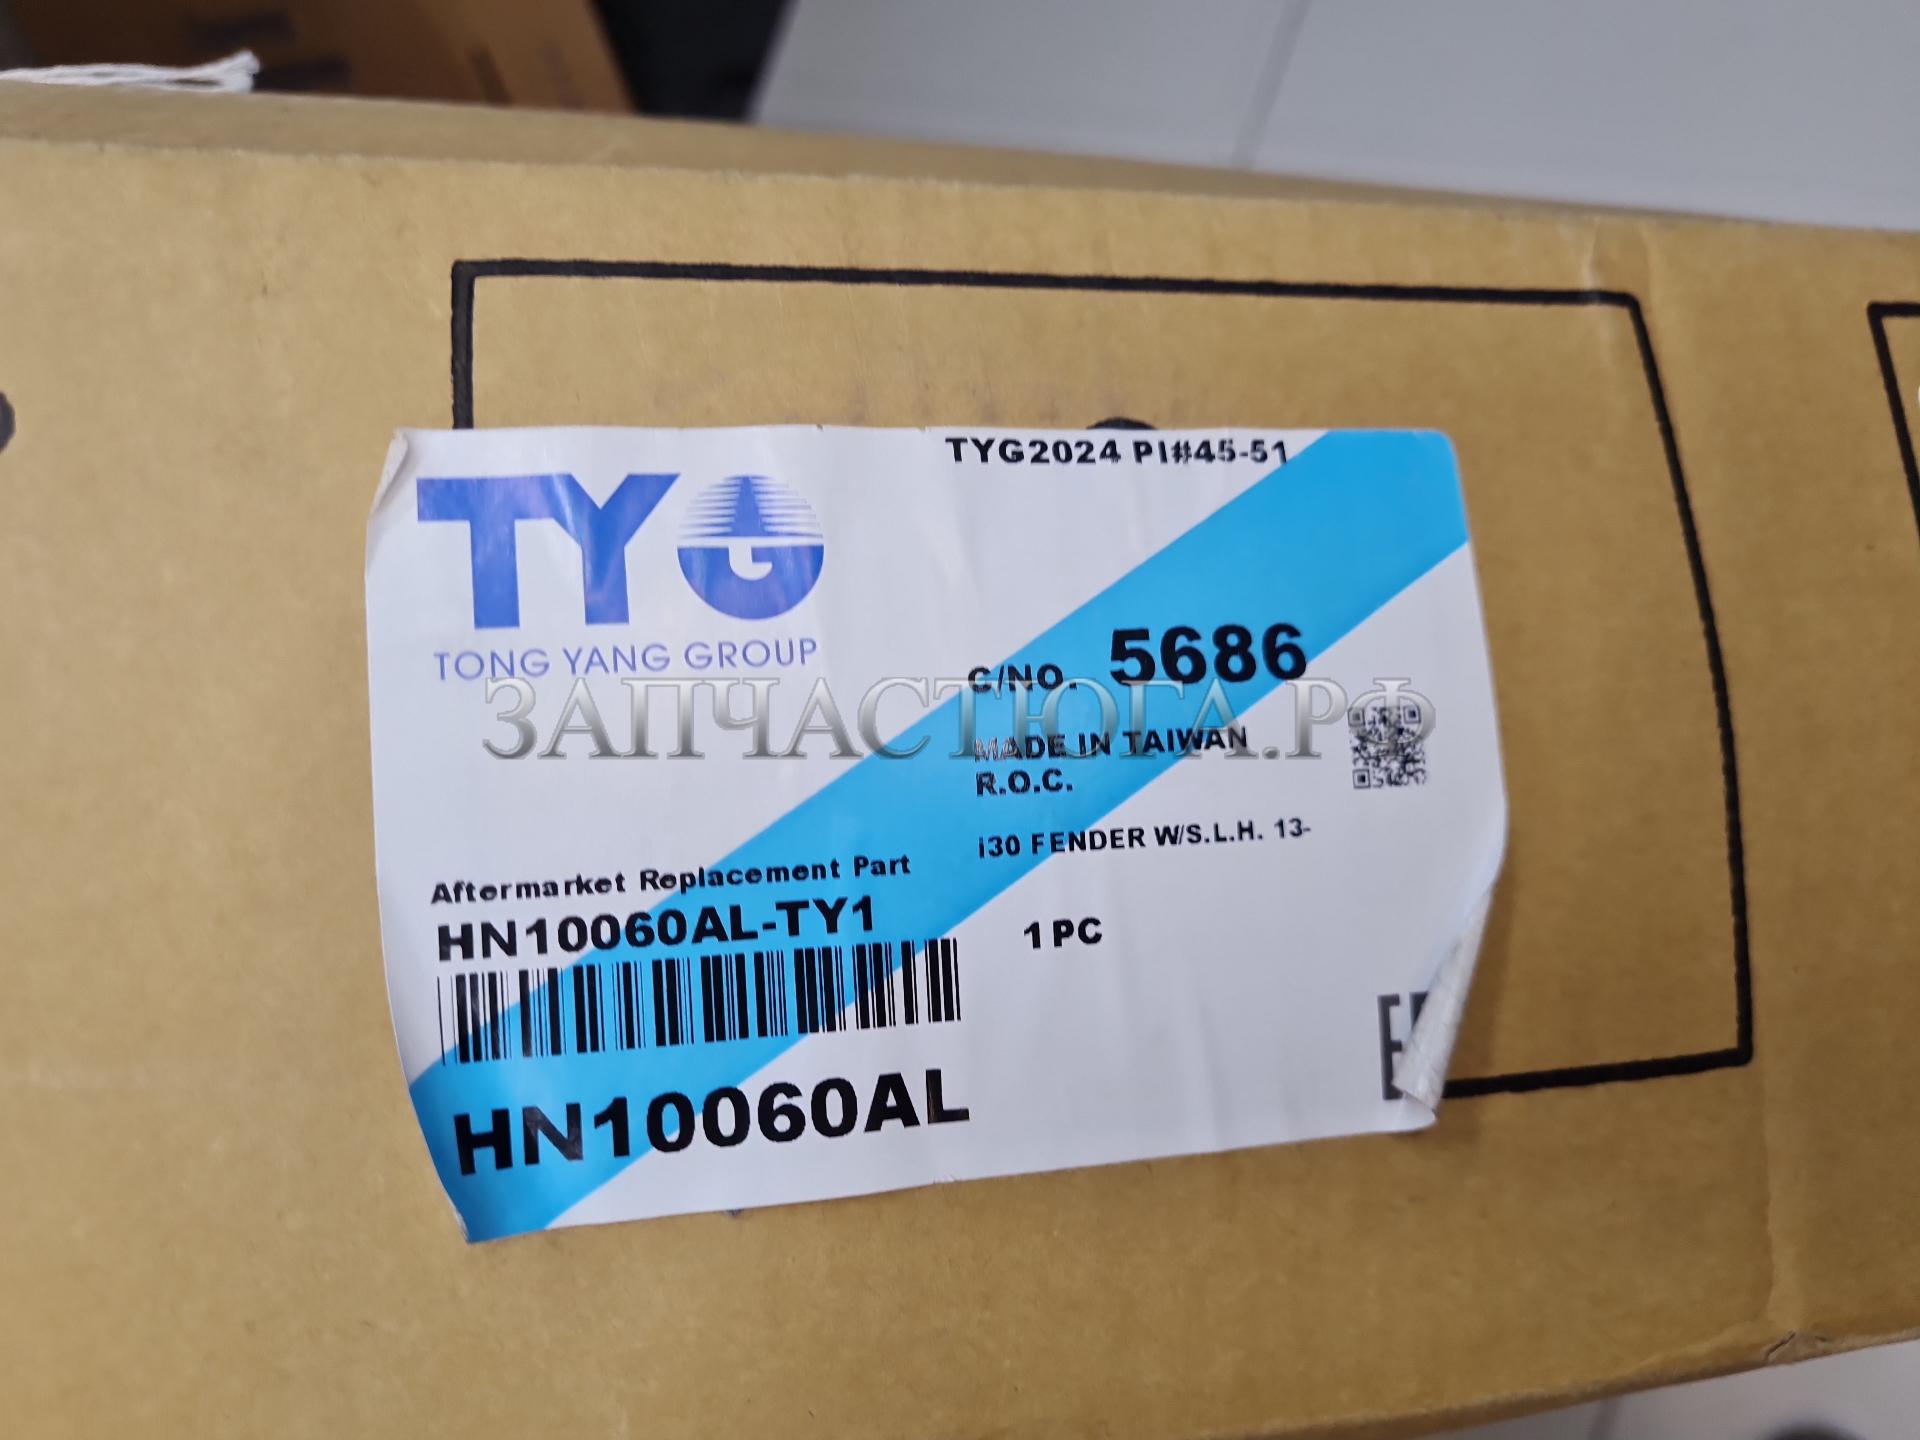 TYG2024 PI#45-51
TYG
TONG YANG GROUP
C/NO. 5686
ЗАПЧАСТЮГА.РФ
MADE IN TAIWAN
R.O.C.
i30 FENDER W/S.L.H. 13-
Aftermarket Replacement Part
HN10060AL-TY1
1 PC
HN10060AL